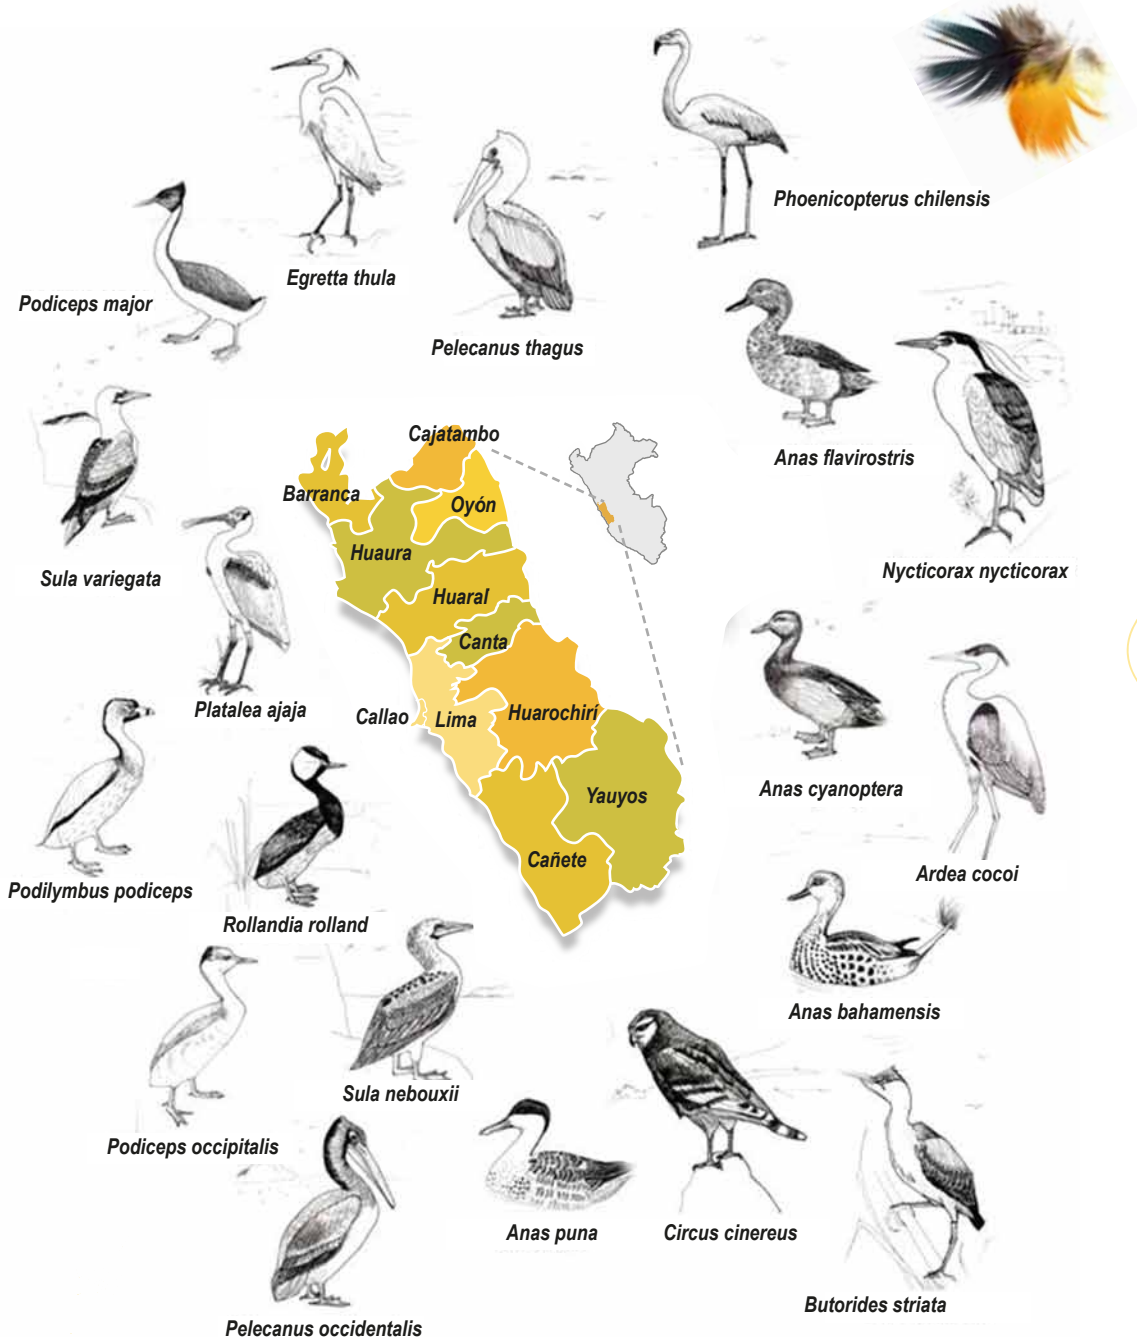 Phoenicopterus chilensis
Egretta thula
Podiceps major
Pelecanus thagus
Anas flavirostris
Cajatambo
Barranca
Oyón
Huaura
Nycticorax nycticorax
Sula variegata
Huaral
Canta
Platalea ajaja
Callao
Lima
Huarochirí
Anas cyanoptera
Yauyos
Cañete
Ardea cocoi
Podilymbus podiceps
Rollandia rolland
Anas bahamensis
Sula nebouxii
Podiceps occipitalis
Anas puna
Circus cinereus
Butorides striata
Pelecanus occidentalis